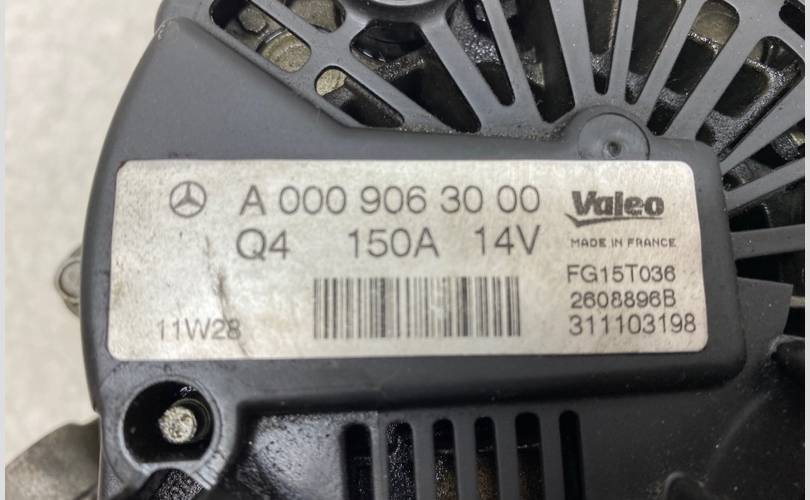 A 000 906 30 00 Valeo
Q4 150A 14V MADE IN FRANCE
FG15T036
2608896B
11W28 311103198